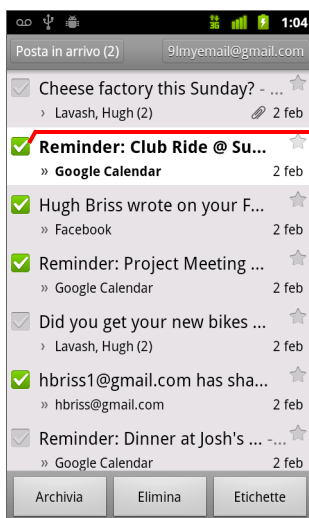 3G 1:04
Posta in arrivo (2) 9lmyemail@gmail.com
Cheese factory this Sunday? - ...
› Lavash, Hugh (2) 2 feb
Reminder: Club Ride @ Su...
» Google Calendar 2 feb
Hugh Briss wrote on your F...
» Facebook 2 feb
Reminder: Project Meeting ...
» Google Calendar 2 feb
Did you get your new bikes ...
› Lavash, Hugh (2) 2 feb
hbriss1@gmail.com has sha...
» hbriss@gmail.com 2 feb
Reminder: Dinner at Josh's ... -...
» Google Calendar 2 feb
Archivia Elimina Etichette